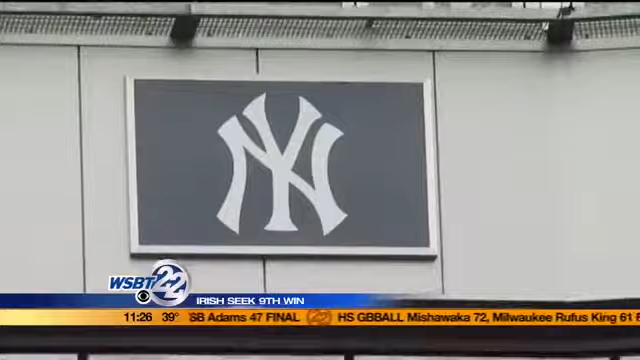 NY
WSBT 22
IRISH SEEK 9TH WIN
11:26 39° SB Adams 47 FINAL 22 HS GBBALL Mishawaka 72, Milwaukee Rufus King 61